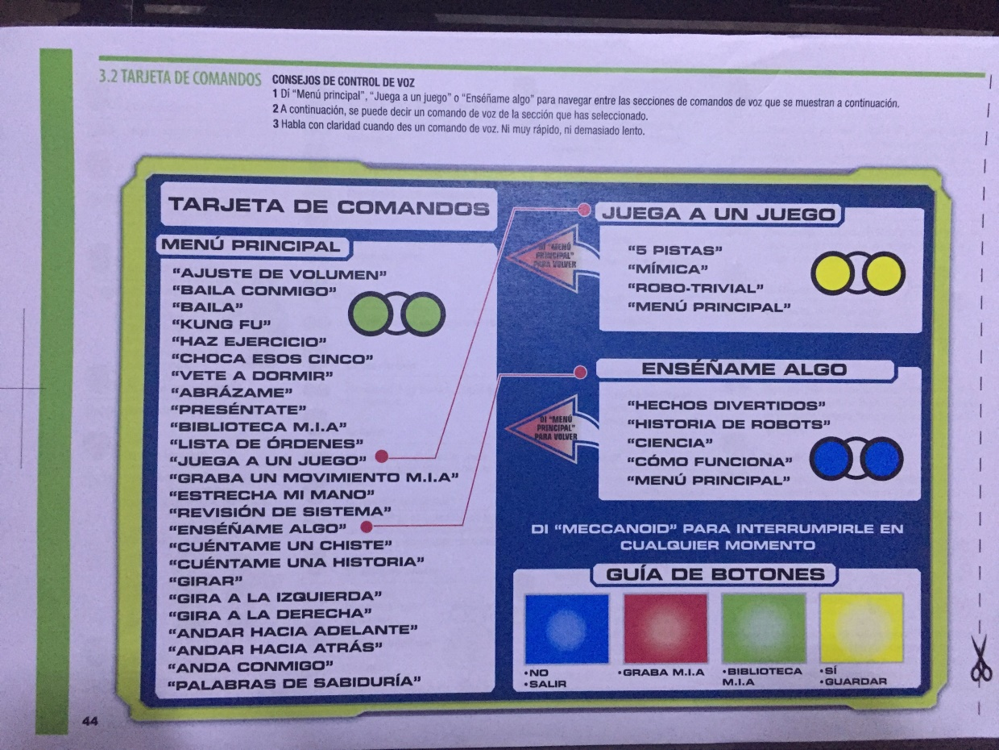 3.2 TARJETA DE COMANDOS
CONSEJOS DE CONTROL DE VOZ
1 Di “Menú principal”, “Juega a un juego” o “Enséñame algo” para navegar entre las secciones de comandos de voz que se muestran a continuación.
2 A continuación, se puede decir un comando de voz de la sección que has seleccionado.
3 Habla con claridad cuando des un comando de voz. Ni muy rápido, ni demasiado lento.
TARJETA DE COMANDOS
MENÚ PRINCIPAL
“AJUSTE DE VOLUMEN”
“BAILA CONMIGO”
“BAILA”
“KUNG FU”
“HAZ EJERCICIO”
“CHOCA ESOS CINCO”
“VETE A DORMIR”
“ABRÁZAME”
“PRESÉNTATE”
“BIBLIOTECA M.I.A”
“LISTA DE ÓRDENES”
“JUEGA A UN JUEGO”
“GRABA UN MOVIMIENTO M.I.A”
“ESTRECHA MI MANO”
“REVISIÓN DE SISTEMA”
“ENSÉÑAME ALGO”
“CUÉNTAME UN CHISTE”
“CUÉNTAME UNA HISTORIA”
“GIRAR”
“GIRA A LA IZQUIERDA”
“GIRA A LA DERECHA”
“ANDAR HACIA ADELANTE”
“ANDAR HACIA ATRÁS”
“ANDA CONMIGO”
“PALABRAS DE SABIDURÍA”
JUEGA A UN JUEGO
DI “MENÚ
PRINCIPAL”
PARA VOLVER
“5 PISTAS”
“MÍMICA”
“ROBO-TRIVIAL”
“MENÚ PRINCIPAL”
ENSÉÑAME ALGO
DI “MENÚ
PRINCIPAL”
PARA VOLVER
“HECHOS DIVERTIDOS”
“HISTORIA DE ROBOTS”
“CIENCIA”
“CÓMO FUNCIONA”
“MENÚ PRINCIPAL”
DI “MECCANOID” PARA INTERRUMPIRLE EN
CUALQUIER MOMENTO
GUÍA DE BOTONES
•NO
•SALIR
•GRABA M.I.A
•BIBLIOTECA
M.I.A
•SÍ
•GUARDAR
44